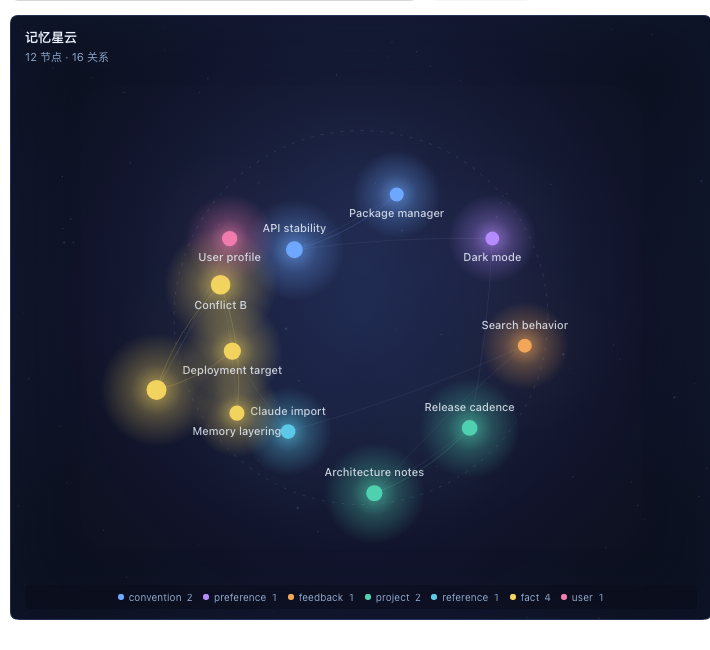 记忆星云
12 节点 · 16 关系
Package manager
API stability
User profile
Dark mode
Conflict B
Search behavior
Deployment target
Claude import
Release cadence
Memory layering
Architecture notes
convention 2 preference 1 feedback 1 project 2 reference 1 fact 4 user 1